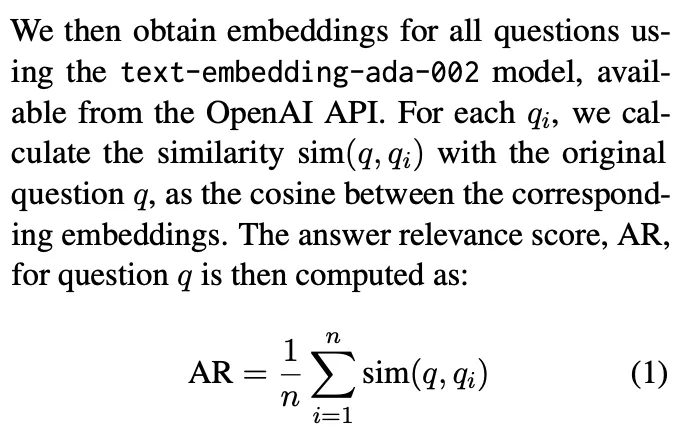 We then obtain embeddings for all questions us-
ing the text-embedding-ada-002 model, avail-
able from the OpenAI API. For each qᵢ, we cal-
culate the similarity sim(q, qᵢ) with the original
question q, as the cosine between the correspond-
ing embeddings. The answer relevance score, AR,
for question q is then computed as:
AR = \frac{1}{n} \sum_{i=1}^{n} sim(q, qᵢ) (1)